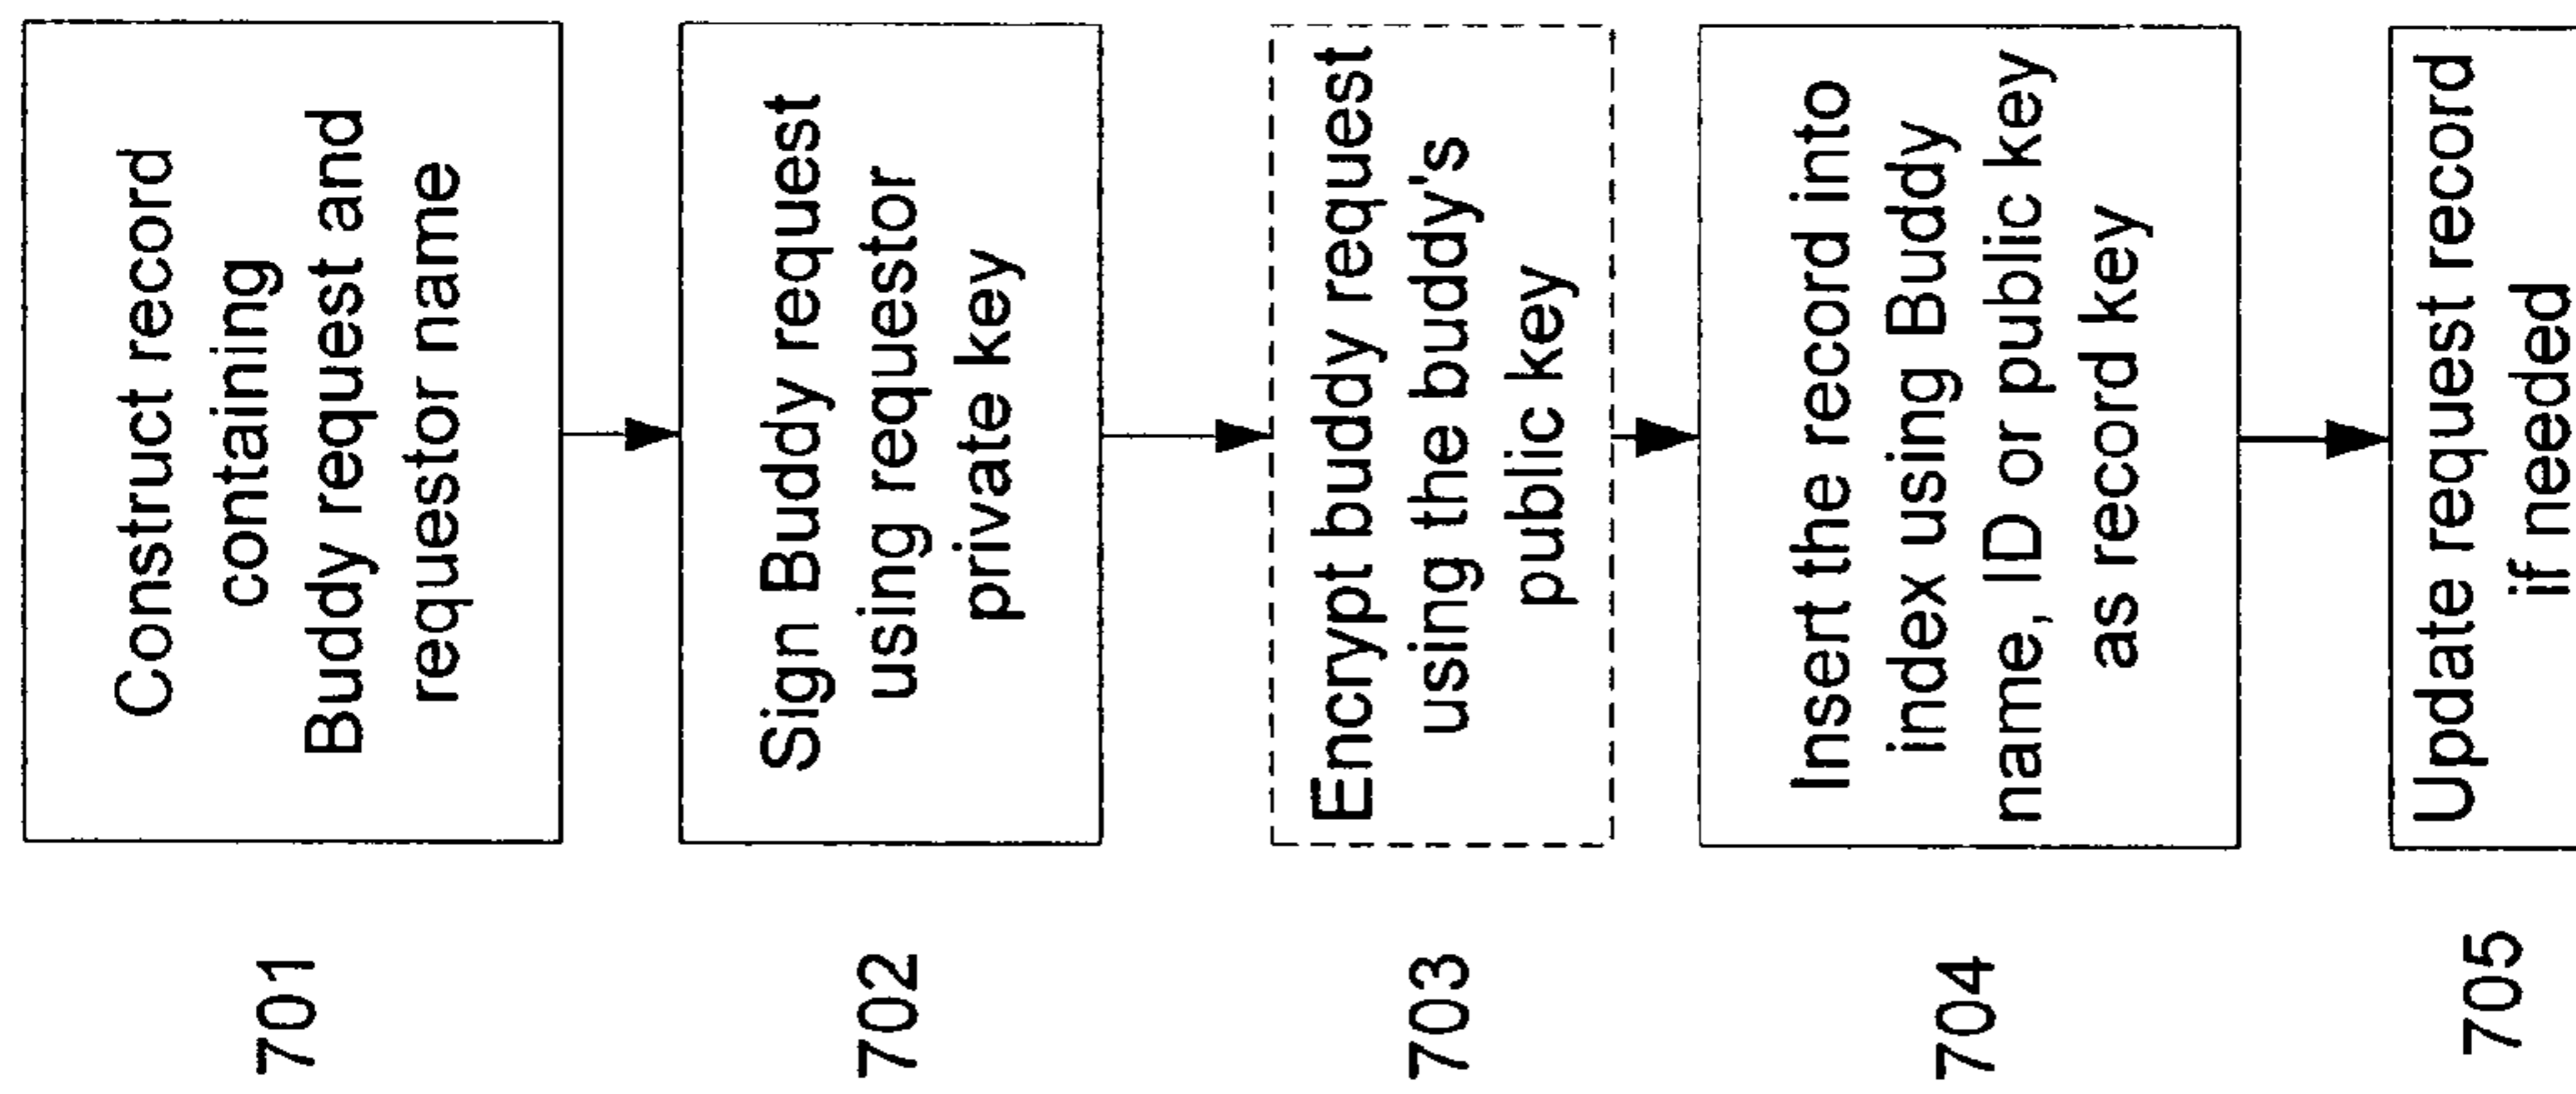 701
Construct record
containing
Buddy request and
requestor name
702
Sign Buddy request
using requestor
private key
703
Encrypt buddy request
using the buddy's
public key
704
Insert the record into
index using Buddy
name, ID or public key
as record key
705
Update request record
if needed